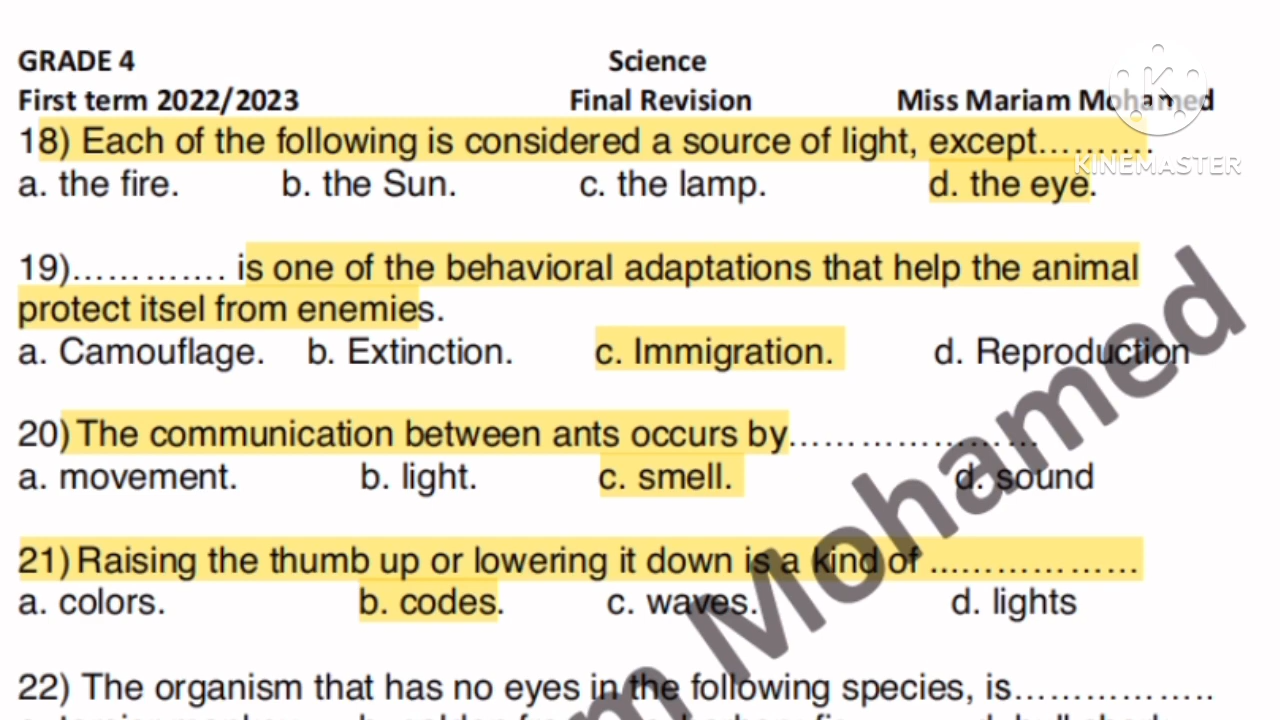 GRADE 4 Science
First term 2022/2023 Final Revision Miss Mariam Mohamed
KINEMASTER
18) Each of the following is considered a source of light, except……….
a. the fire. b. the Sun. c. the lamp. d. the eye.
19)…………. is one of the behavioral adaptations that help the animal
protect itsel from enemies.
a. Camouflage. b. Extinction. c. Immigration. d. Reproduction
20) The communication between ants occurs by…………………
a. movement. b. light. c. smell. d. sound
21) Raising the thumb up or lowering it down is a kind of ...……………
a. colors. b. codes. c. waves. d. lights
22) The organism that has no eyes in the following species, is……………..
Mohamed